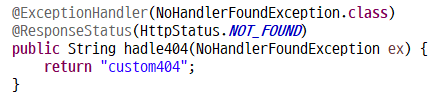 @ExceptionHandler(NoHandlerFoundException.class)
@ResponseStatus(HttpStatus.NOT_FOUND)
public String hadle404(NoHandlerFoundException ex) {
    return "custom404";
}